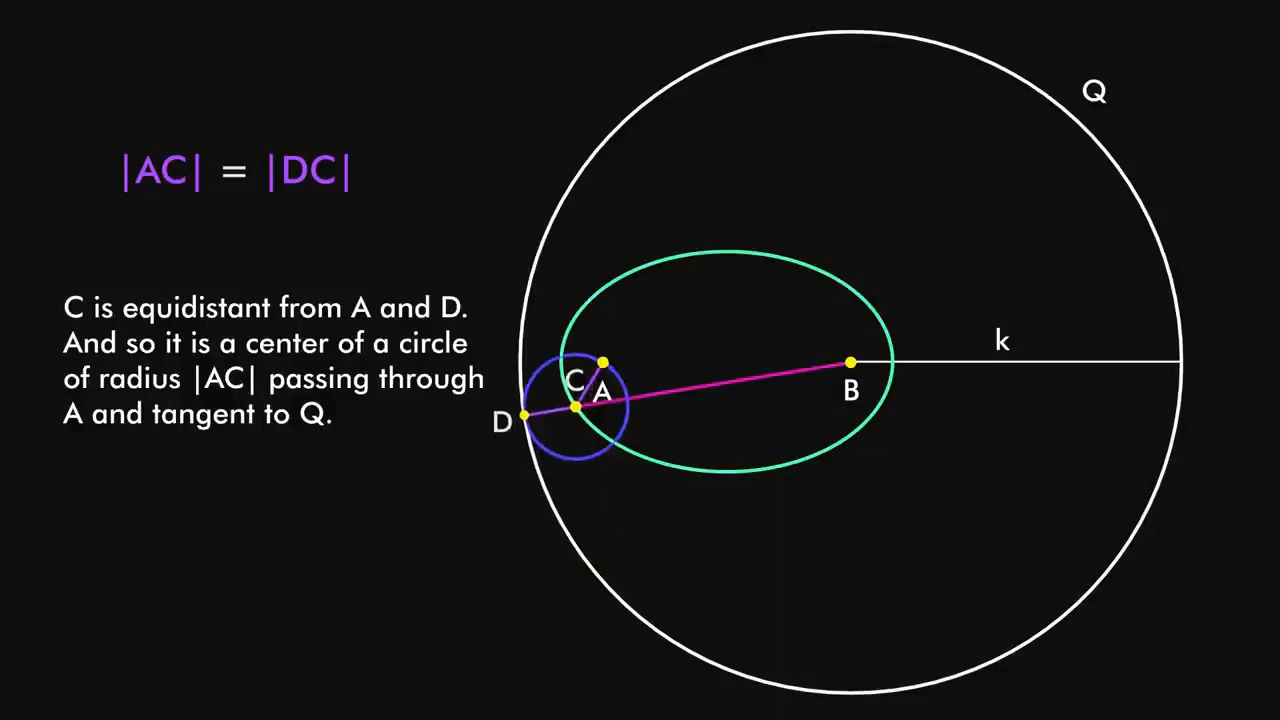 Q
|AC| = |DC|
C is equidistant from A and D.
And so it is a center of a circle
of radius |AC| passing through
A and tangent to Q.
k
C
A
B
D